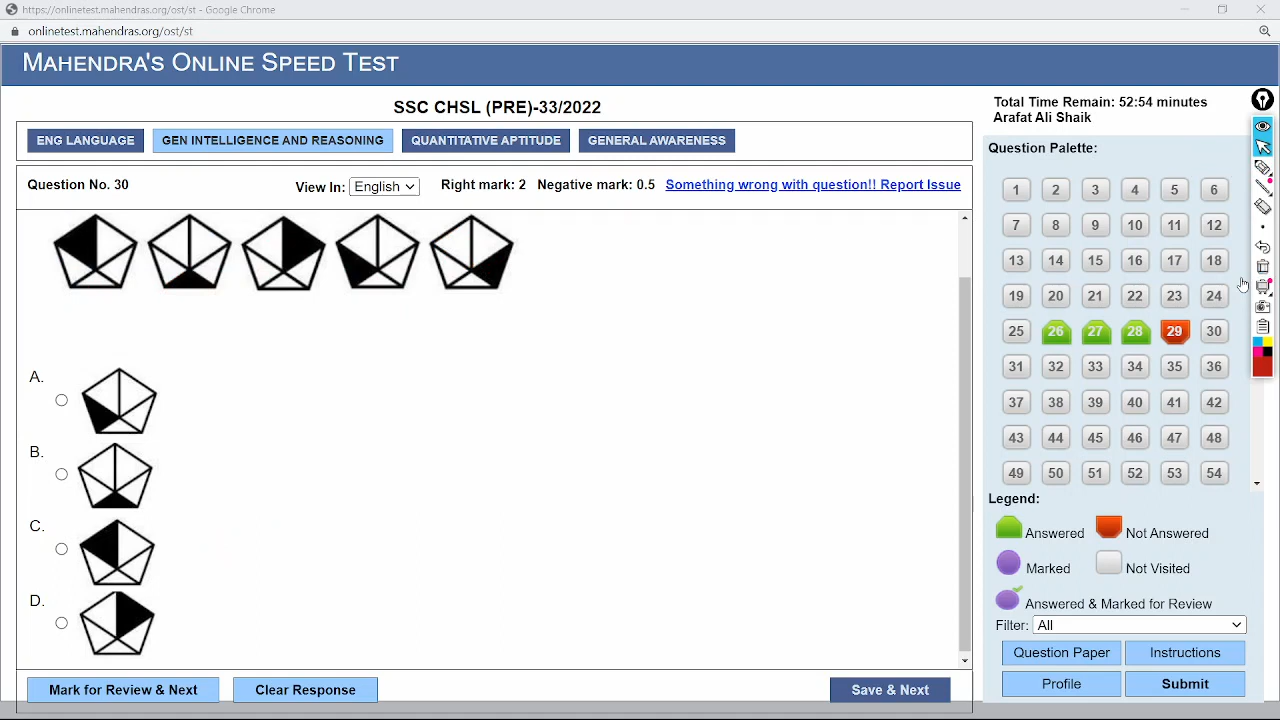 https://onlinetest.mahendras.org/ost/st - Google Chrome
onlinetest.mahendras.org/ost/st
MAHENDRA'S ONLINE SPEED TEST
SSC CHSL (PRE)-33/2022
Total Time Remain: 52:54 minutes
Arafat Ali Shaik
ENG LANGUAGE GEN INTELLIGENCE AND REASONING QUANTITATIVE APTITUDE GENERAL AWARENESS
Question Palette:
Question No. 30 View In: English Right mark: 2 Negative mark: 0.5 Something wrong with question!! Report Issue
1 2 3 4 5 6
7 8 9 10 11 12
13 14 15 16 17 18
19 20 21 22 23 24
25 26 27 28 29 30
31 32 33 34 35 36
37 38 39 40 41 42
43 44 45 46 47 48
49 50 51 52 53 54
A.
B.
C.
D.
Legend:
Answered Not Answered
Marked Not Visited
Answered & Marked for Review
Filter: All
Question Paper Instructions
Profile Submit
Mark for Review & Next Clear Response Save & Next